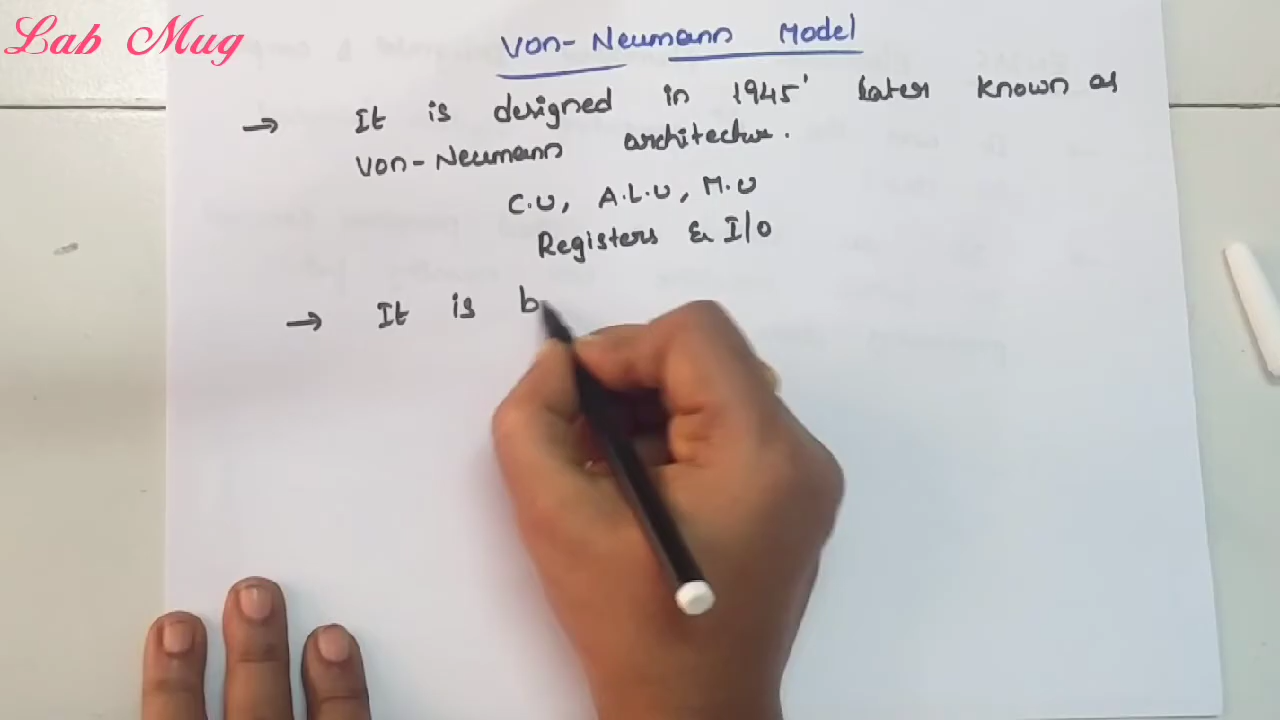 Lab Mug
Von-Neumann Model
→ It is designed in 1945' later known as
Von-Neumann architecture.
C.U, A.L.U, M.U
Registers & I/O
→ It is b